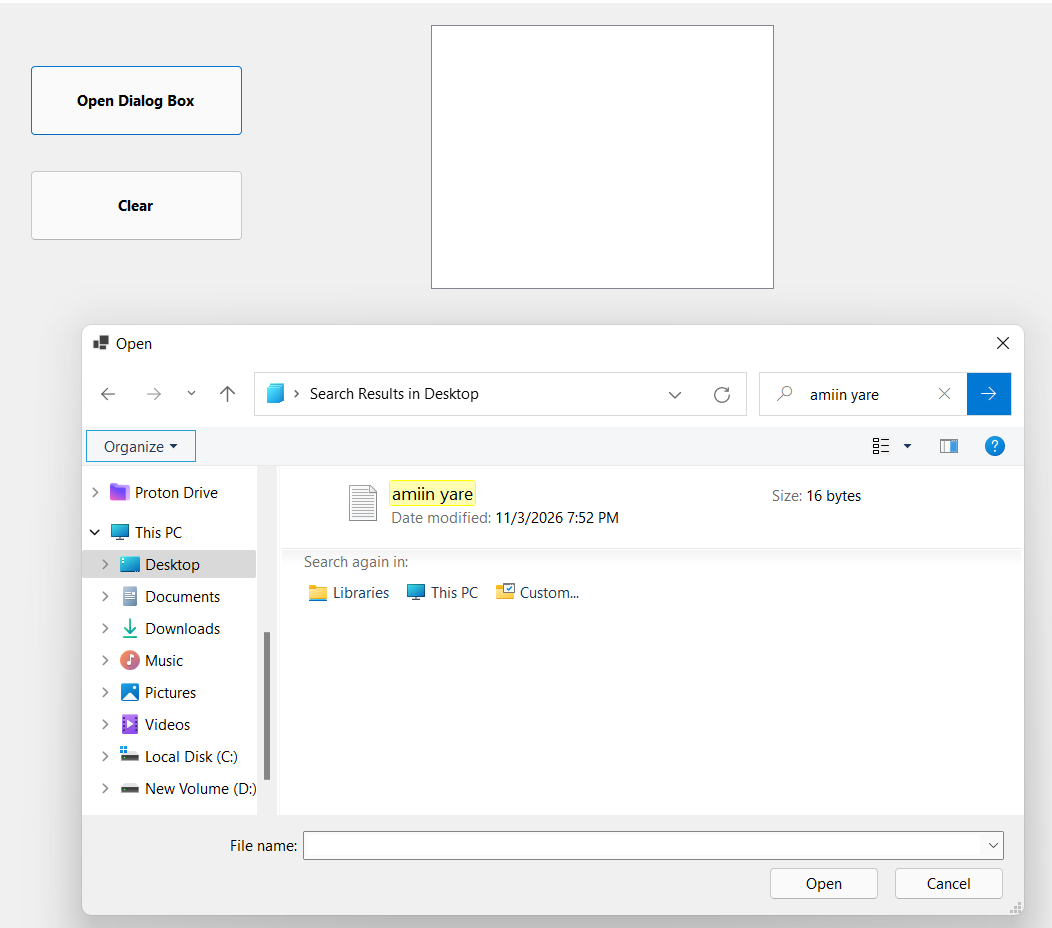 Open Dialog Box
Clear
Open
Search Results in Desktop
amiin yare
Organize
Proton Drive
This PC
Desktop
Documents
Downloads
Music
Pictures
Videos
Local Disk (C:)
New Volume (D:)
amiin yare
Size: 16 bytes
Date modified: 11/3/2026 7:52 PM
Search again in:
Libraries This PC Custom...
File name:
Open Cancel